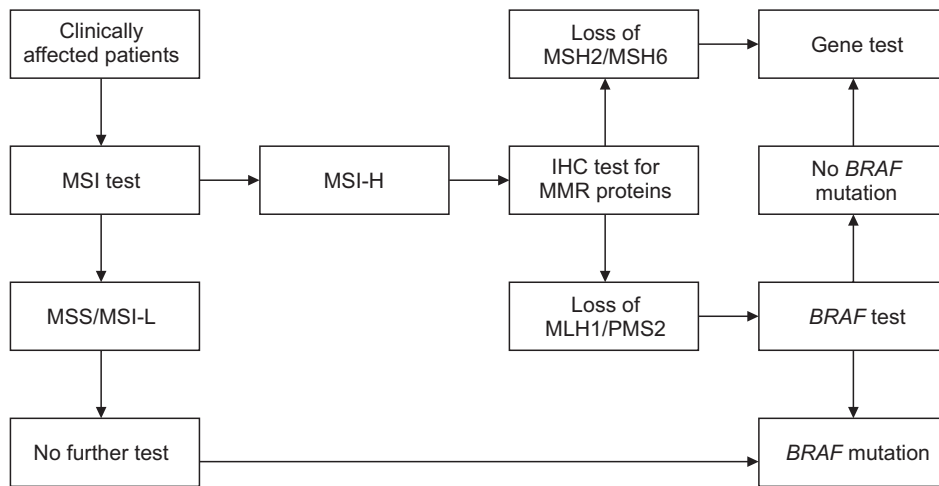 Clinically
affected patients
Loss of
MSH2/MSH6
Gene test
MSI test
MSI-H
IHC test for
MMR proteins
No BRAF
mutation
MSS/MSI-L
Loss of
MLH1/PMS2
BRAF test
No further test
BRAF mutation